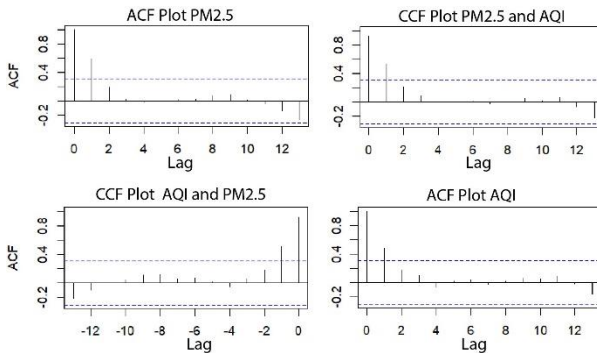 ACF Plot PM2.5
CCF Plot PM2.5 and AQI
ACF
0.8
0.4
-0.2
0 2 4 6 8 10 12
Lag
0.8
0.4
-0.2
0 2 4 6 8 10 12
Lag
CCF Plot AQI and PM2.5
ACF Plot AQI
ACF
0.8
0.4
-0.2
-12 -10 -8 -6 -4 -2 0
Lag
0.8
0.4
-0.2
0 2 4 6 8 10 12
Lag